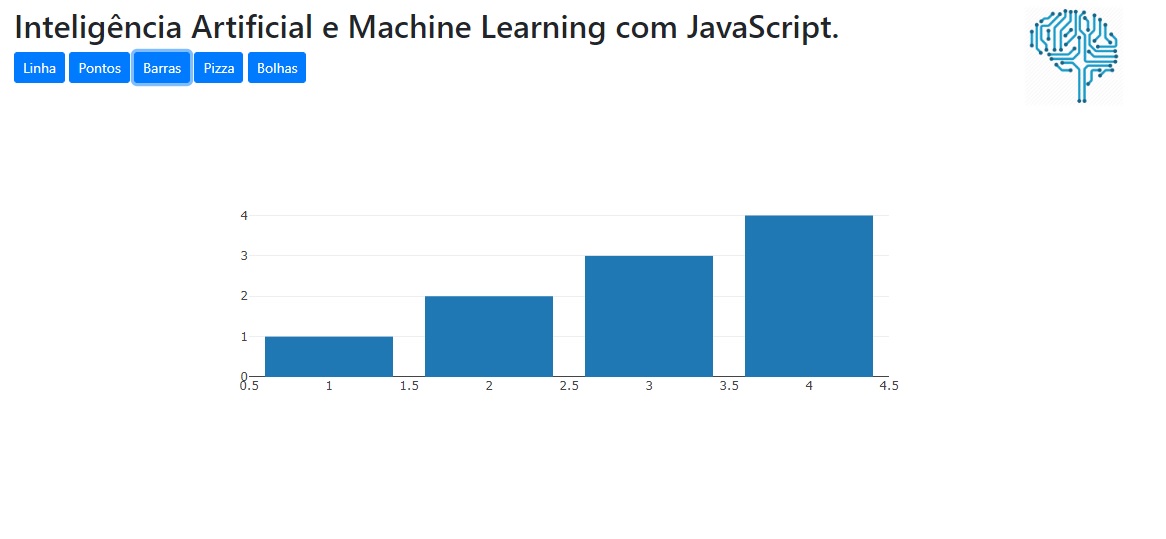 Inteligência Artificial e Machine Learning com JavaScript.
Linha Pontos Barras Pizza Bolhas
4
3
2
1
0
0.5 1 1.5 2 2.5 3 3.5 4 4.5